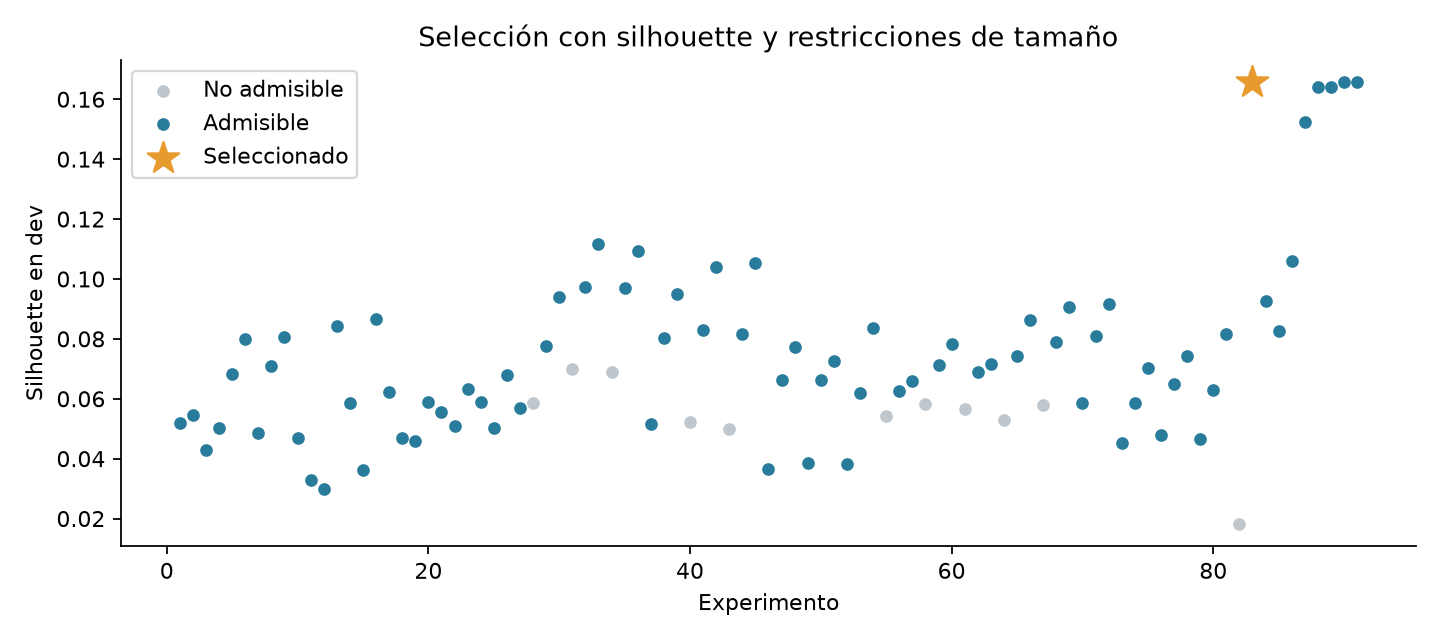 Selección con silhouette y restricciones de tamaño
No admisible
Admisible
Seleccionado
Silhouette en dev
0.16
0.14
0.12
0.10
0.08
0.06
0.04
0.02
0
20
40
60
80
Experimento